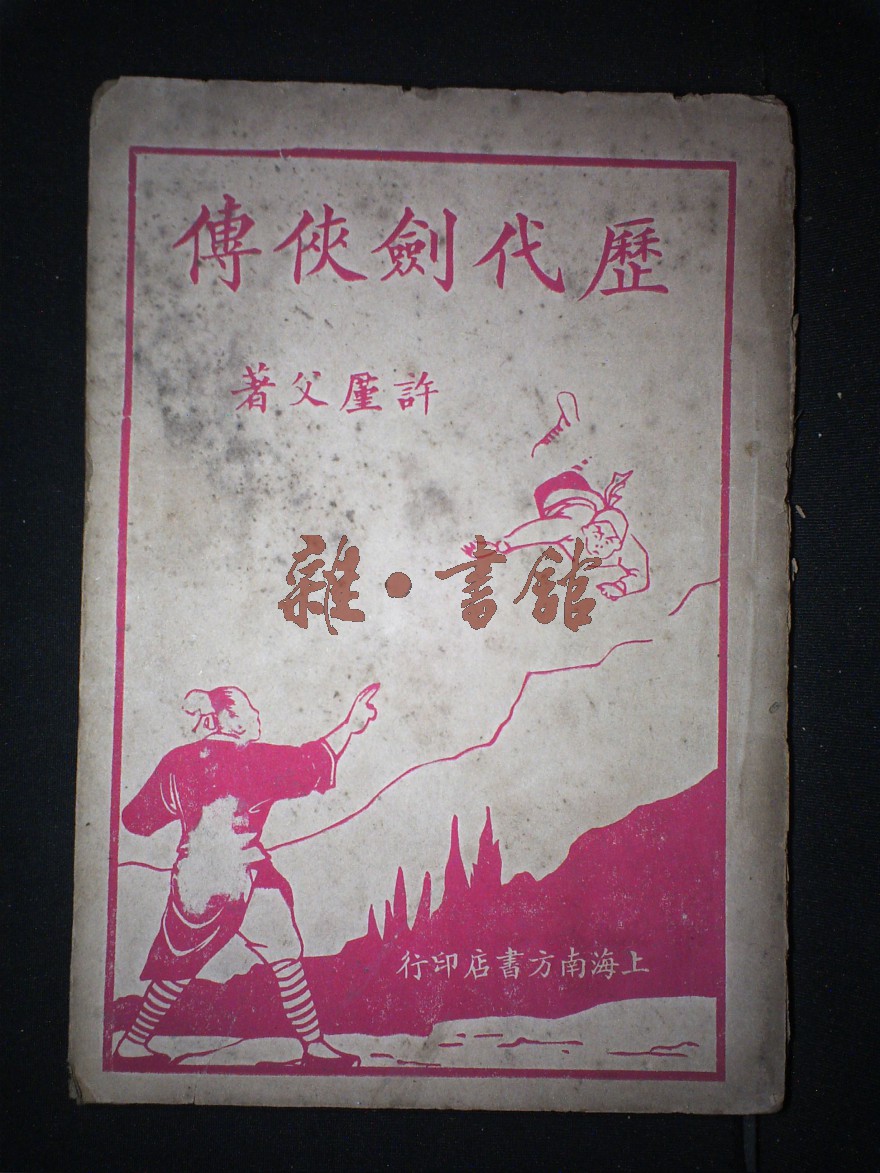 歷代劍俠傳
許厪父著
雜·書館
上海南方書店印行